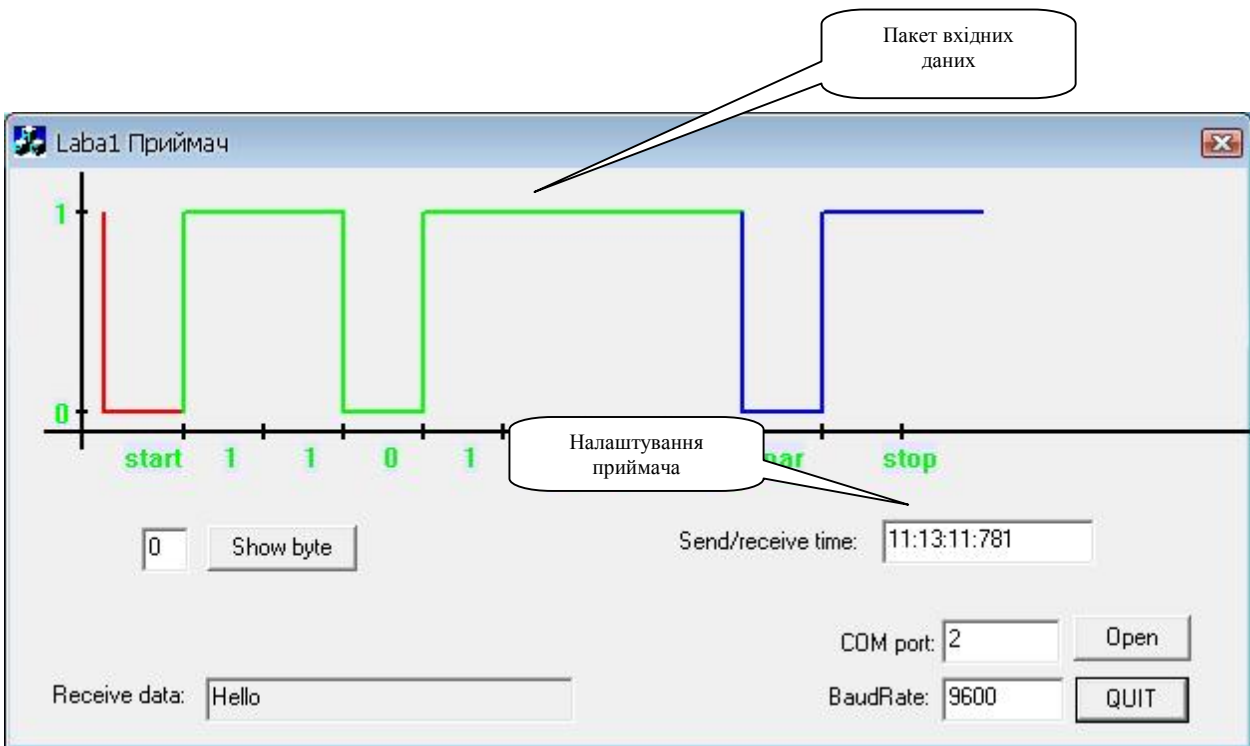 Пакет вхідних
даних
Laba1 Приймач
1
0
start 1 1 0 1 stop
Налаштування
приймача
0 Show byte
Send/receive time: 11:13:11:781
COM port: 2 Open
Receive data: Hello
BaudRate: 9600 QUIT